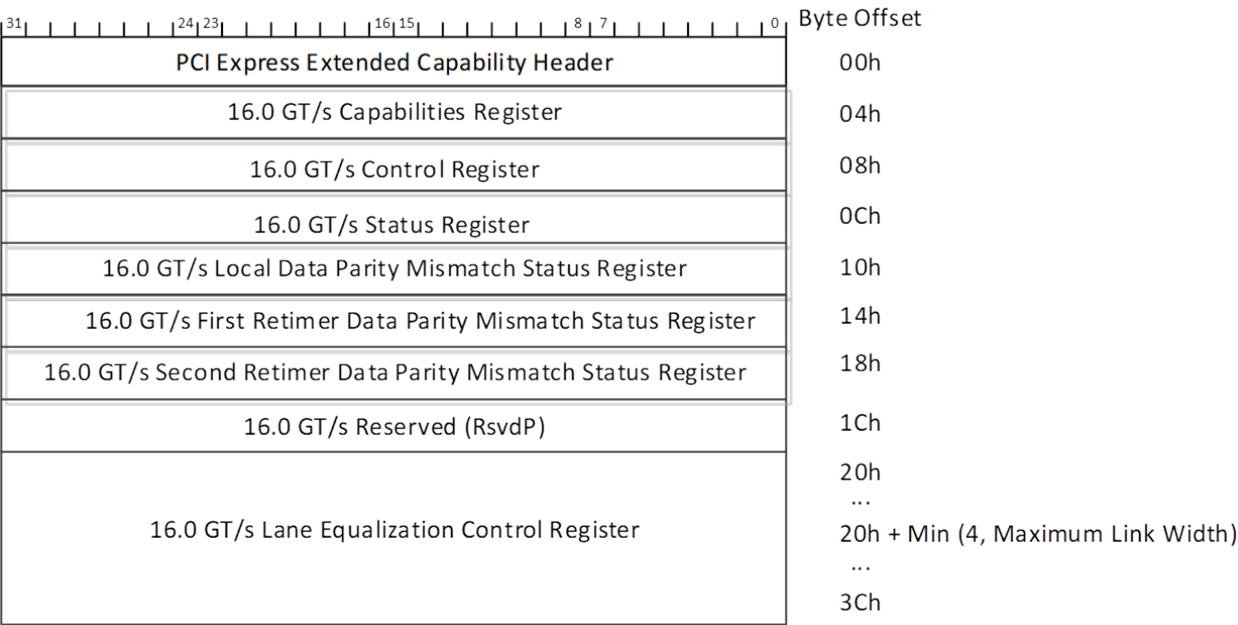 31 24 23 16 15 8 7 0 Byte Offset
PCI Express Extended Capability Header 00h
16.0 GT/s Capabilities Register 04h
16.0 GT/s Control Register 08h
16.0 GT/s Status Register 0Ch
16.0 GT/s Local Data Parity Mismatch Status Register 10h
16.0 GT/s First Retimer Data Parity Mismatch Status Register 14h
16.0 GT/s Second Retimer Data Parity Mismatch Status Register 18h
16.0 GT/s Reserved (RsvdP) 1Ch
20h
...
16.0 GT/s Lane Equalization Control Register 20h + Min (4, Maximum Link Width)
...
3Ch